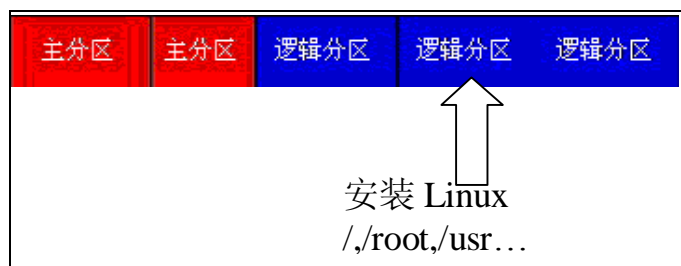 主分区 主分区 逻辑分区 逻辑分区 逻辑分区
安装 Linux
/,/root,/usr…